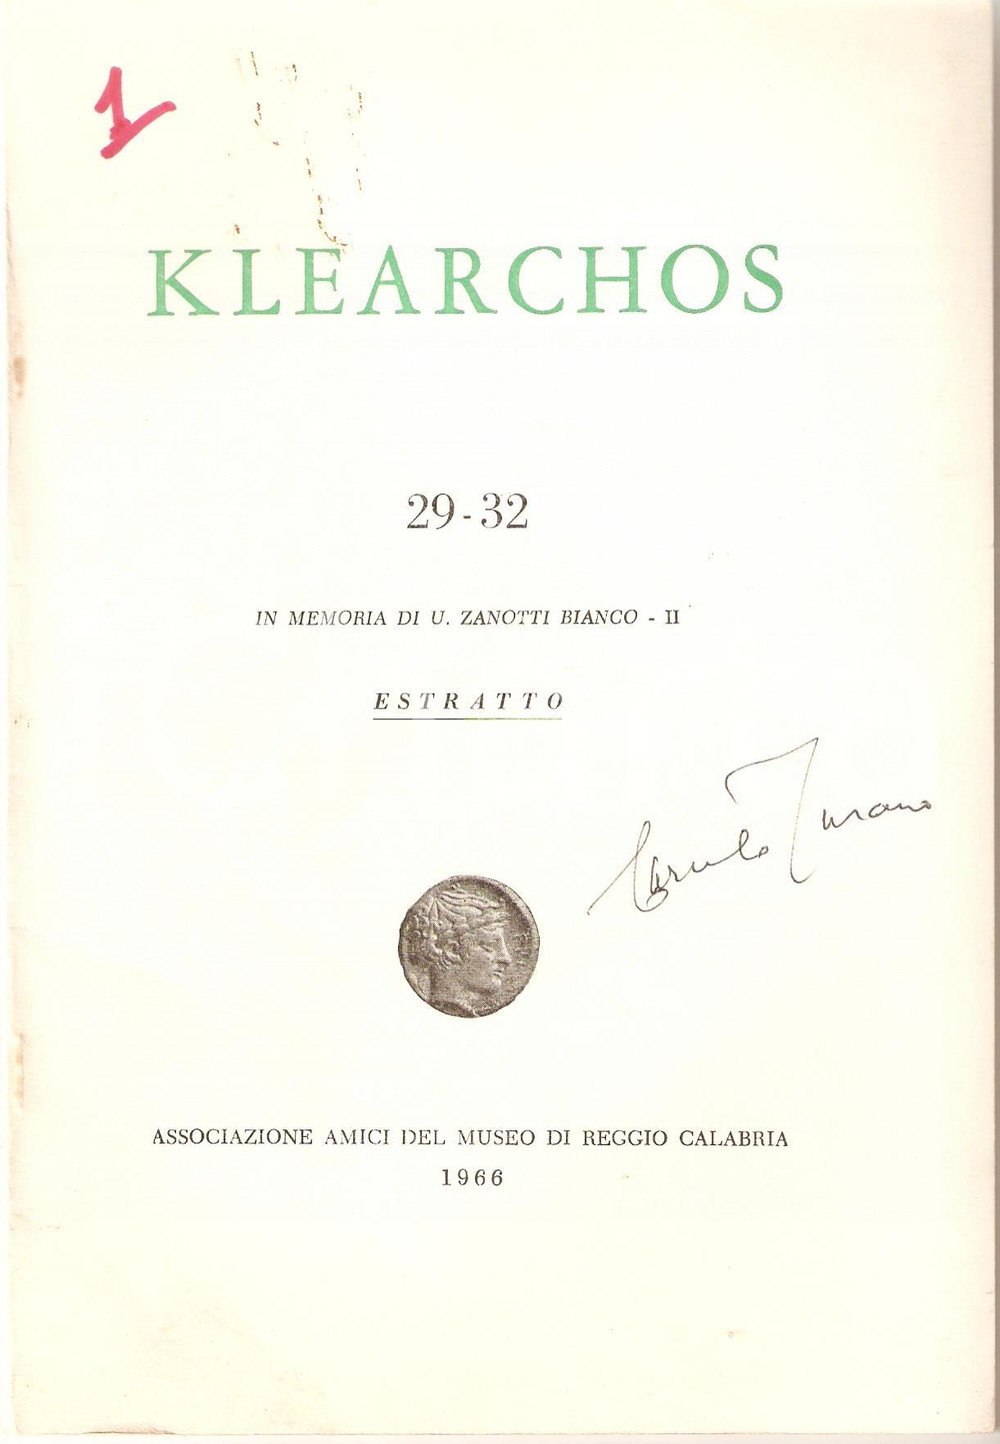 1
KLEARCHOS
29-32
IN MEMORIA DI U. ZANOTTI BIANCO - II
ESTRATTO
Turano
ASSOCIAZIONE AMICI DEL MUSEO DI REGGIO CALABRIA
1966